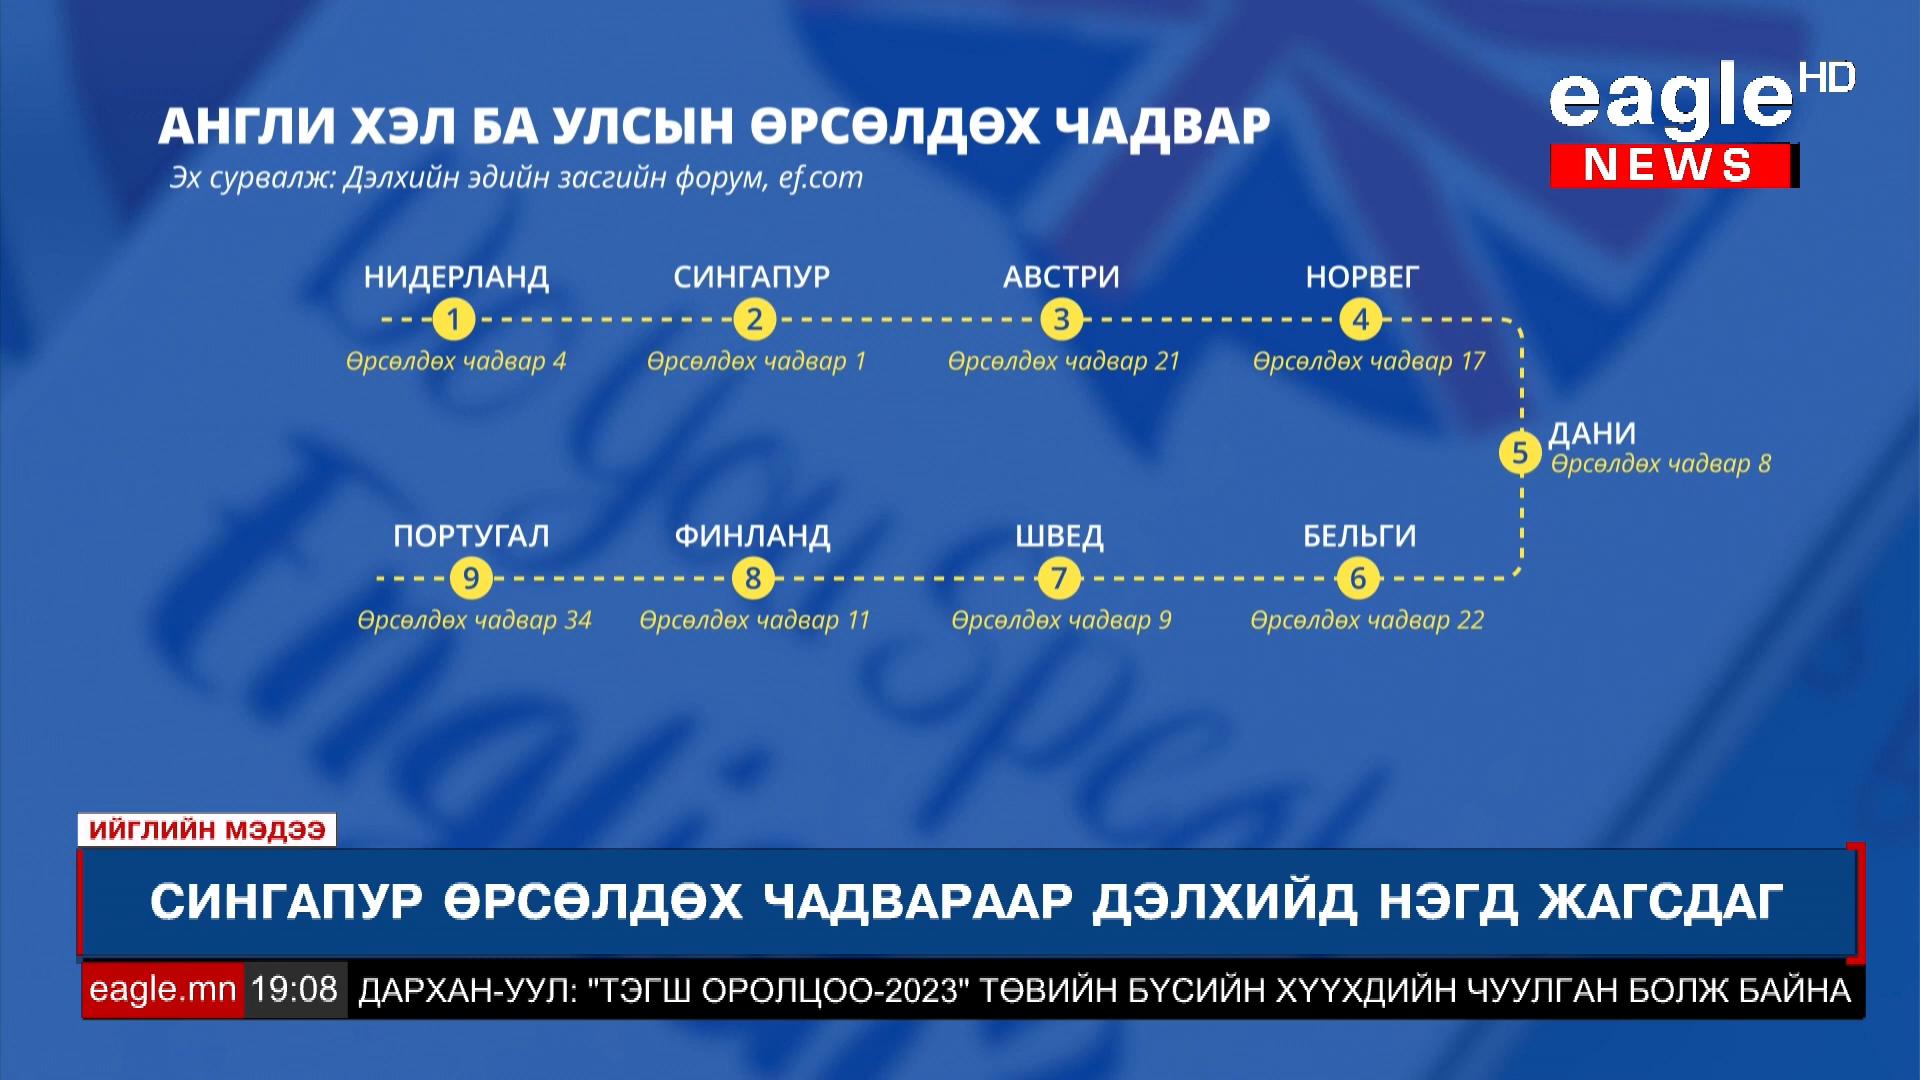 eagle HD
NEWS
АНГЛИ ХЭЛ БА УЛСЫН ӨРСӨЛДӨХ ЧАДВАР
Эх сурвалж: Дэлхийн эдийн засгийн форум, ef.com
НИДЕРЛАНД
1
Өрсөлдөх чадвар 4
СИНГАПУР
2
Өрсөлдөх чадвар 1
АВСТРИ
3
Өрсөлдөх чадвар 21
НОРВЕГ
4
Өрсөлдөх чадвар 17
5
ДАНИ
Өрсөлдөх чадвар 8
БЕЛЬГИ
6
Өрсөлдөх чадвар 22
ШВЕД
7
Өрсөлдөх чадвар 9
ФИНЛАНД
8
Өрсөлдөх чадвар 11
ПОРТУГАЛ
9
Өрсөлдөх чадвар 34
Do you Speak
English
ИЙГЛИЙН МЭДЭЭ
СИНГАПУР ӨРСӨЛДӨХ ЧАДВАРААР ДЭЛХИЙД НЭГД ЖАГСДАГ
eagle.mn 19:08 ДАРХАН-УУЛ: "ТЭГШ ОРОЛЦОО-2023" ТӨВИЙН БҮСИЙН ХҮҮХДИЙН ЧУУЛГАН БОЛЖ БАЙНА